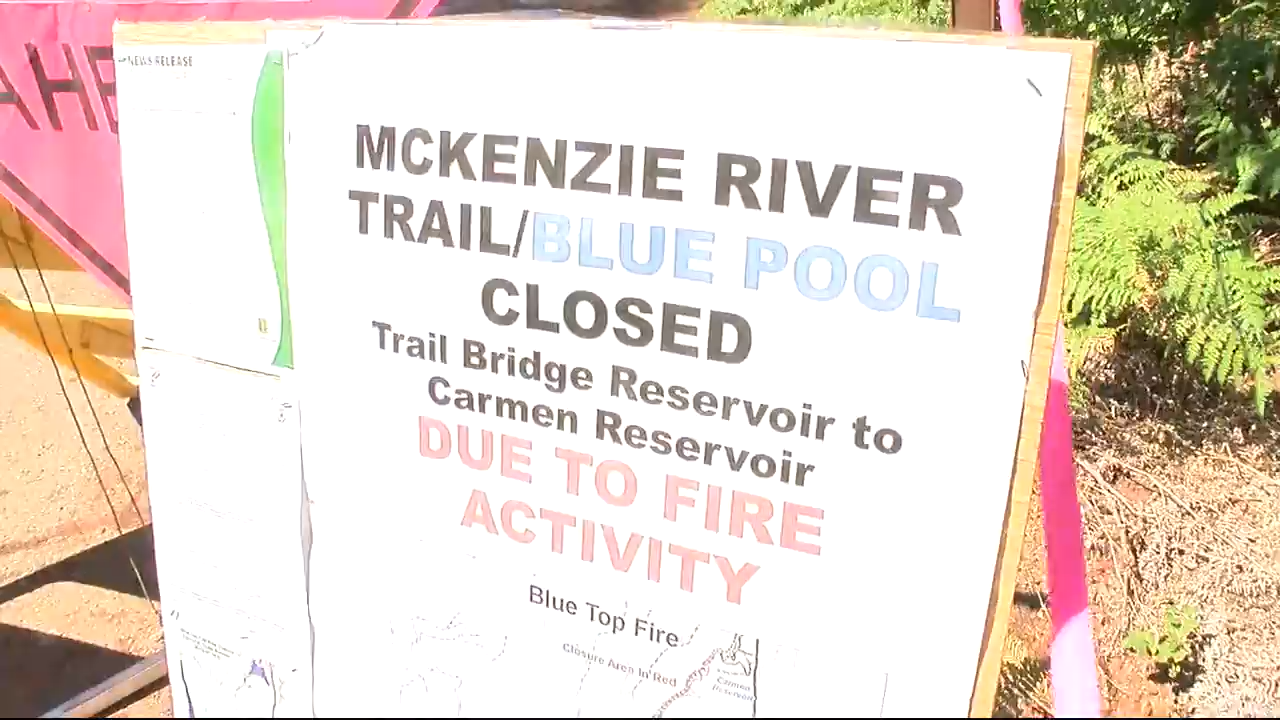 AHE
NEWS RELEASE
MCKENZIE RIVER
TRAIL/BLUE POOL
CLOSED
Trail Bridge Reservoir to
Carmen Reservoir
DUE TO FIRE
ACTIVITY
Blue Top Fire
Closure Area In Red
Carmen
Reservoir